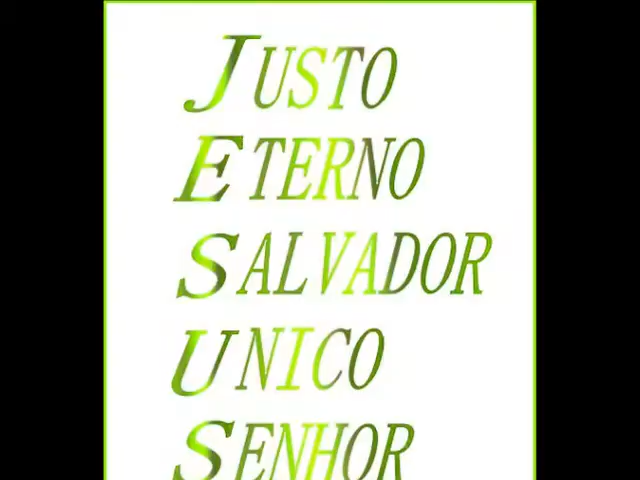 JUSTO
ETERNO
SALVADOR
UNICO
SENHOR